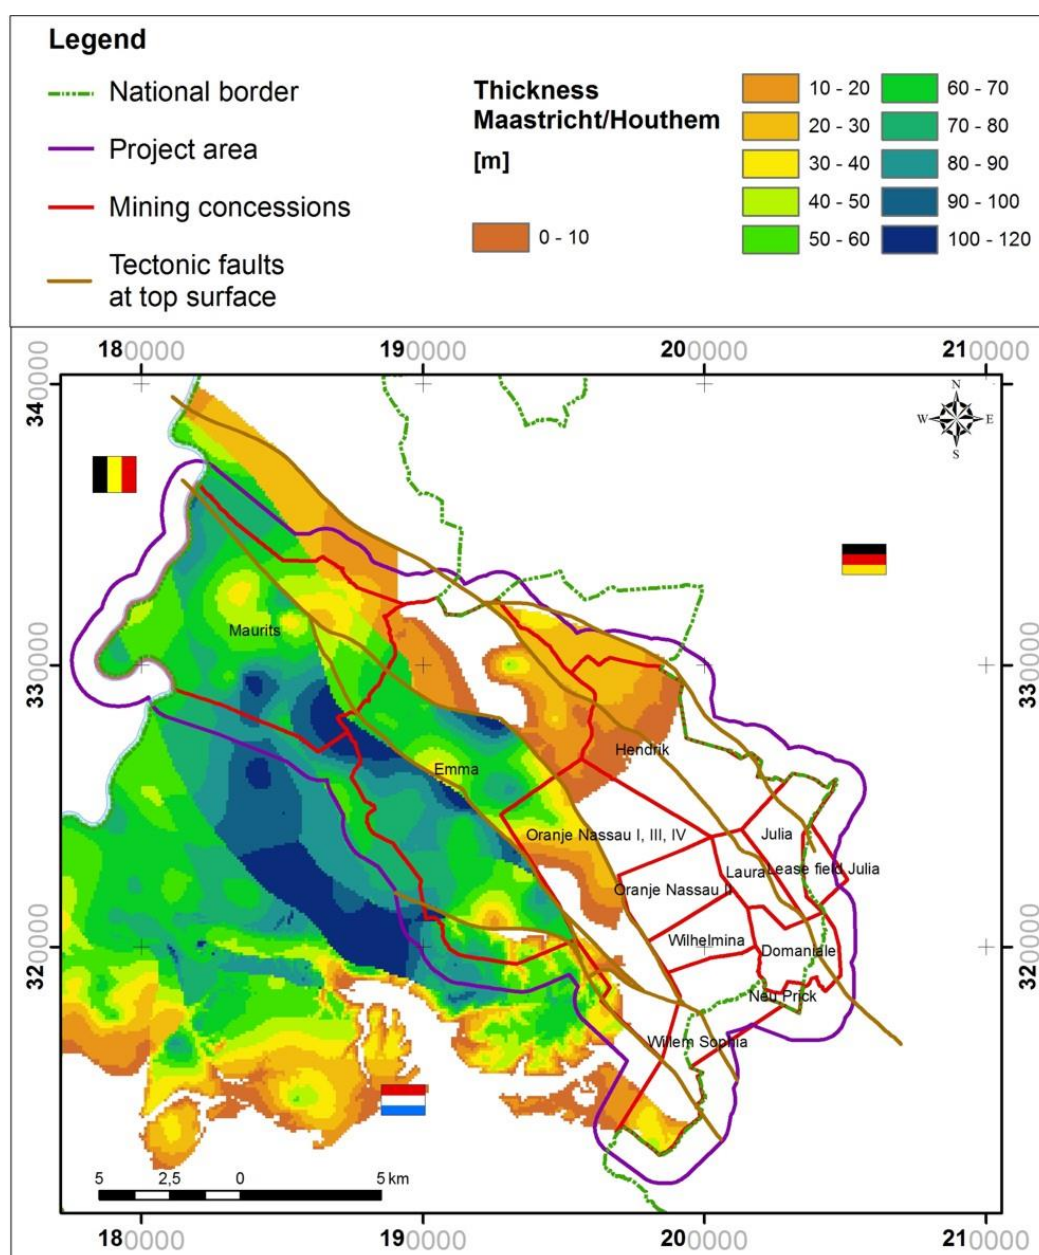 Legend
National border
Project area
Mining concessions
Tectonic faults
at top surface
Thickness
Maastricht/Houthem
[m]
0 - 10
10 - 20
20 - 30
30 - 40
40 - 50
50 - 60
60 - 70
70 - 80
80 - 90
90 - 100
100 - 120
180000 190000 200000 210000
340000 340000
N
W E
S
330000 330000
Maurits
Hendrik
Emma
Oranje Nassau I, III, IV
Julia
Laura
Lease field Julia
Oranje Nassau II
Wilhelmina
Domaniale
320000 320000
Neu Prick
Willem Sophia
5 2,5 0 5 km
180000 190000 200000 210000